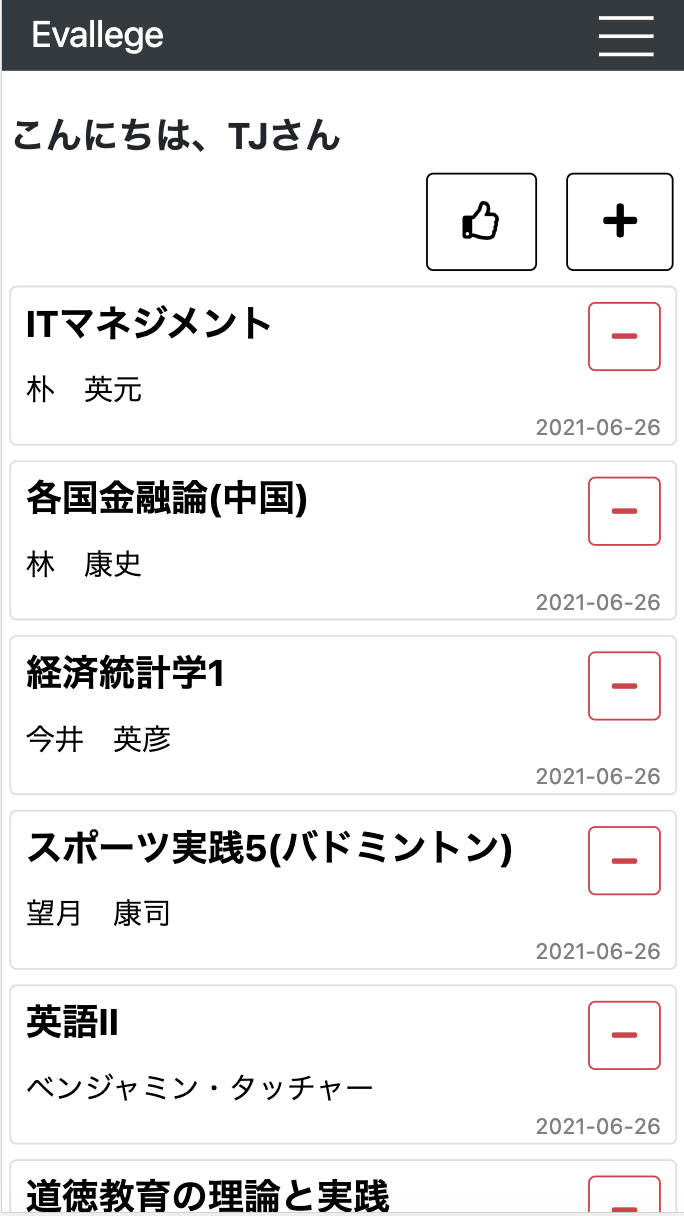 Evallege
こんにちは、TJさん
ITマネジメント
朴　英元
2021-06-26
各国金融論(中国)
林　康史
2021-06-26
経済統計学1
今井　英彦
2021-06-26
スポーツ実践5(バドミントン)
望月　康司
2021-06-26
英語II
ベンジャミン・タッチャー
2021-06-26
道徳教育の理論と実践